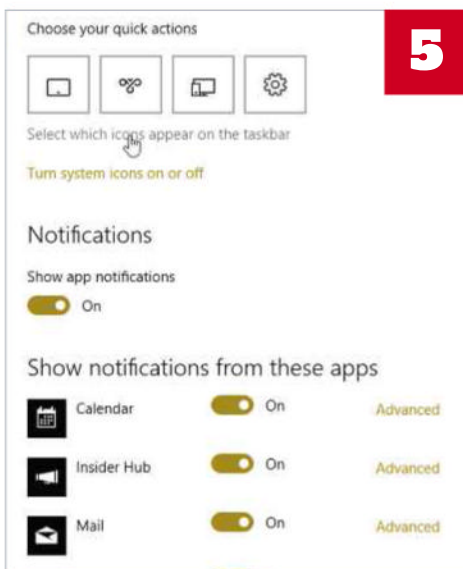 Choose your quick actions
5
Select which icons appear on the taskbar
Turn system icons on or off
Notifications
Show app notifications
On
Show notifications from these apps
Calendar On Advanced
Insider Hub On Advanced
Mail On Advanced